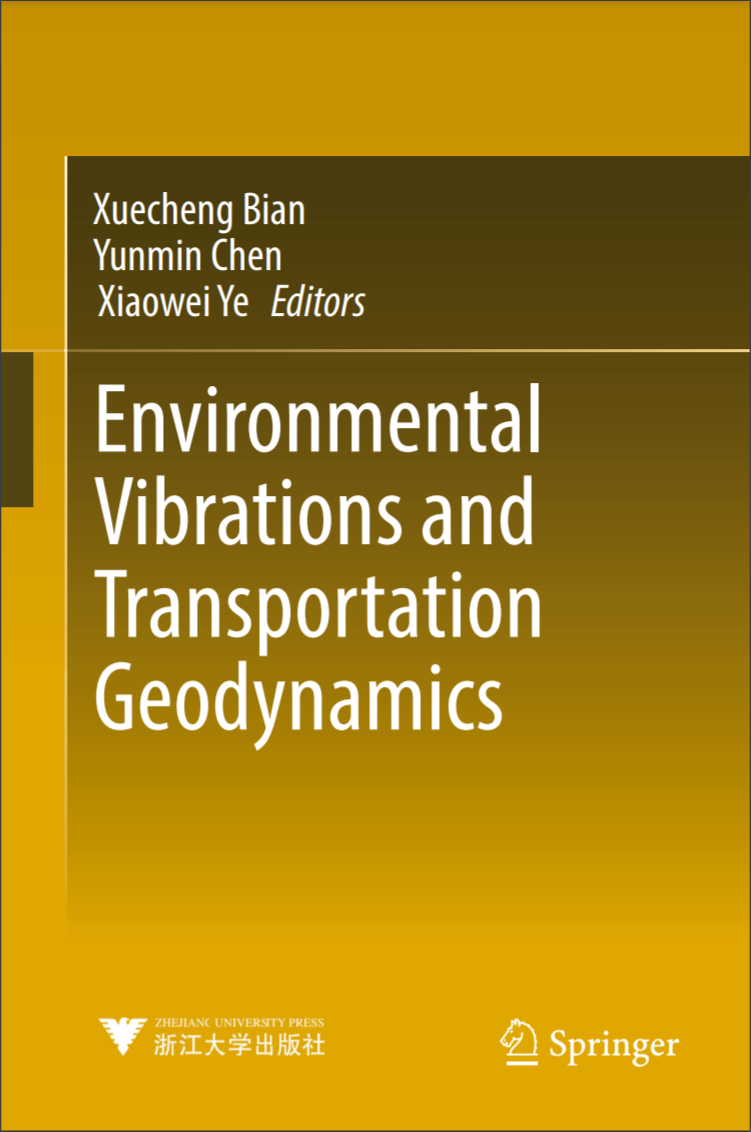 Xuecheng Bian
Yunmin Chen
Xiaowei Ye Editors
Environmental
Vibrations and
Transportation
Geodynamics
ZHEJIANG UNIVERSITY PRESS
浙江大学出版社
Springer